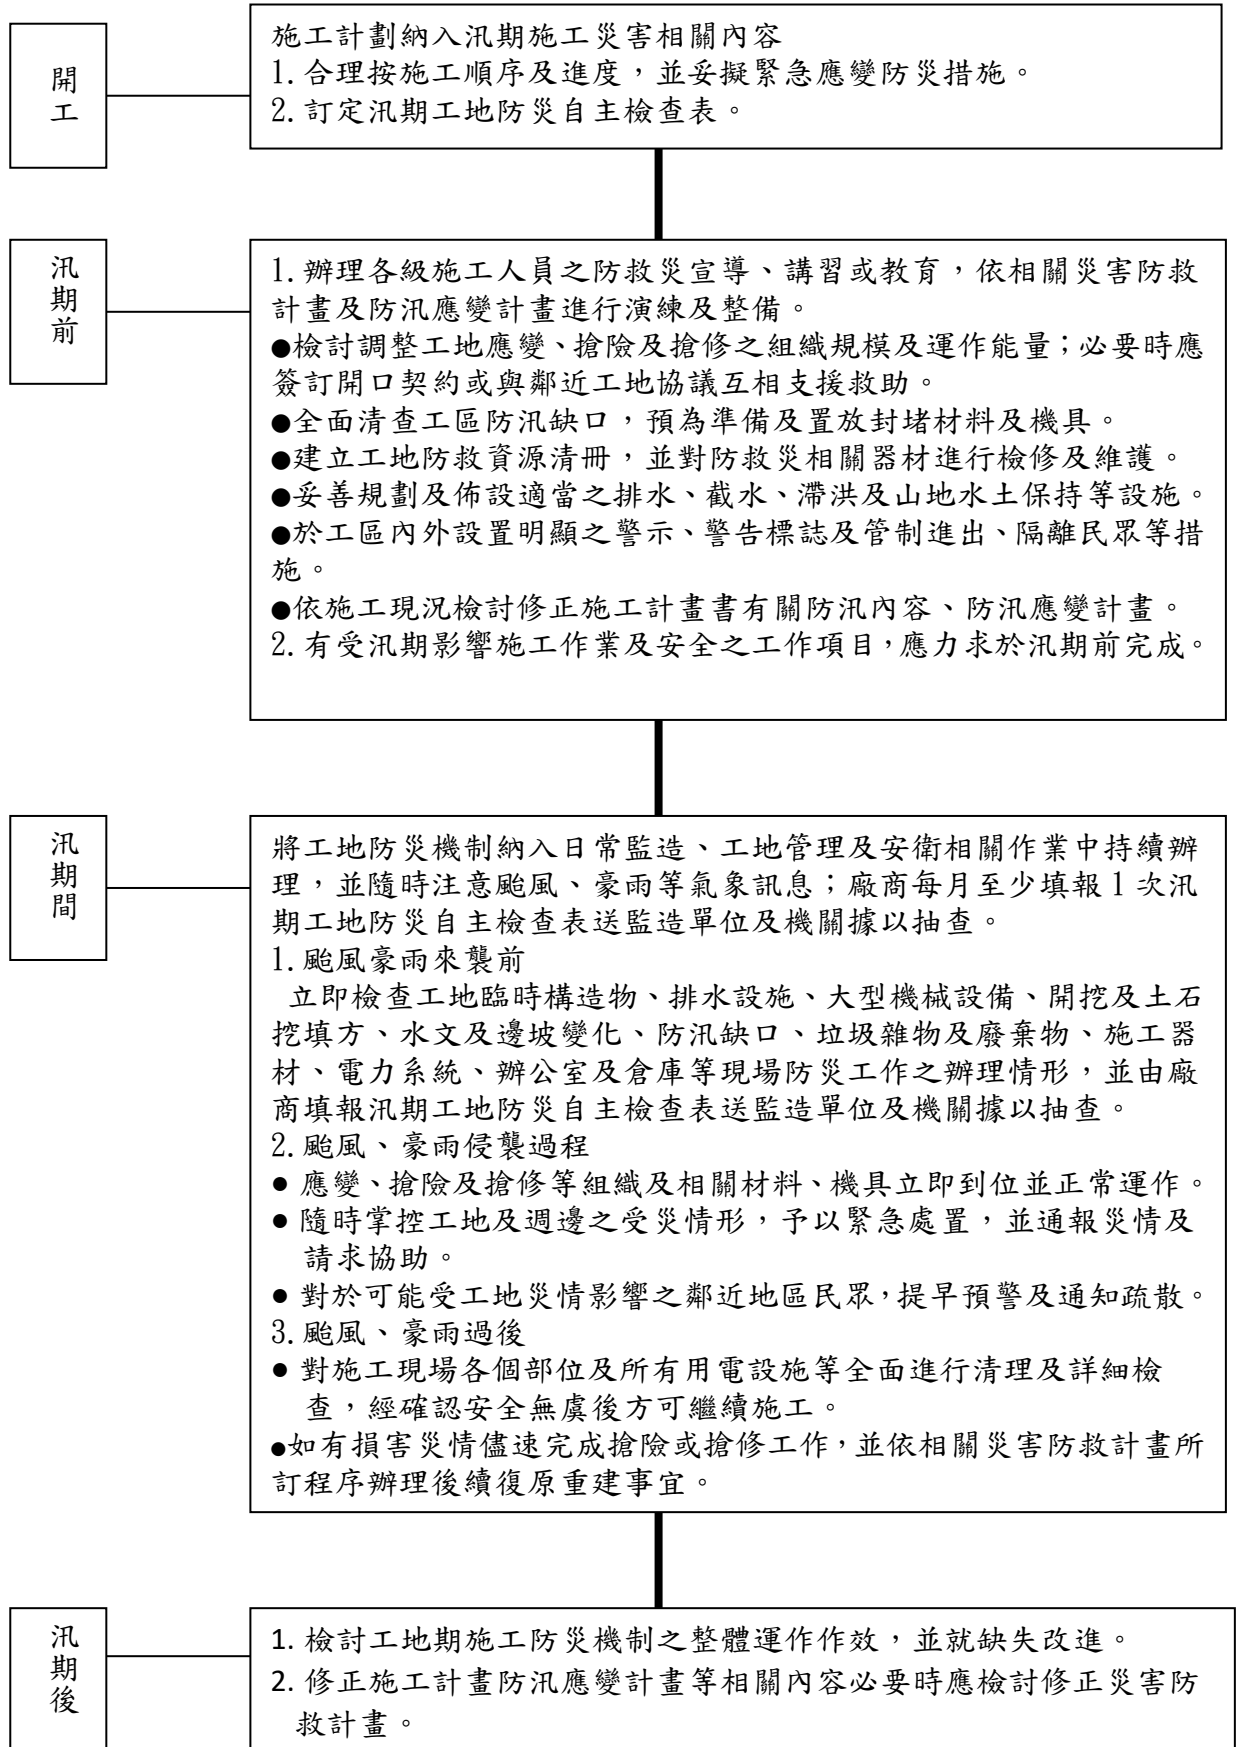 開工
施工計劃納入汛期施工災害相關內容
1. 合理按施工順序及進度，並妥擬緊急應變防災措施。
2. 訂定汛期工地防災自主檢查表。
汛期前
1. 辦理各級施工人員之防救災宣導、講習或教育，依相關災害防救
計畫及防汛應變計畫進行演練及整備。
●檢討調整工地應變、搶險及搶修之組織規模及運作能量；必要時應
簽訂開口契約或與鄰近工地協議互相支援救助。
●全面清查工區防汛缺口，預為準備及置放封堵材料及機具。
●建立工地防救資源清冊，並對防救災相關器材進行檢修及維護。
●妥善規劃及佈設適當之排水、截水、滯洪及山地水土保持等設施。
●於工區內外設置明顯之警示、警告標誌及管制進出、隔離民眾等措
施。
●依施工現況檢討修正施工計畫書有關防汛內容、防汛應變計畫。
2. 有受汛期影響施工作業及安全之工作項目，應力求於汛期前完成。
汛期間
將工地防災機制納入日常監造、工地管理及安衛相關作業中持續辦
理，並隨時注意颱風、豪雨等氣象訊息；廠商每月至少填報 1 次汛
期工地防災自主檢查表送監造單位及機關據以抽查。
1. 颱風豪雨來襲前
立即檢查工地臨時構造物、排水設施、大型機械設備、開挖及土石
挖填方、水文及邊坡變化、防汛缺口、垃圾雜物及廢棄物、施工器
材、電力系統、辦公室及倉庫等現場防災工作之辦理情形，並由廠
商填報汛期工地防災自主檢查表送監造單位及機關據以抽查。
2. 颱風、豪雨侵襲過程
● 應變、搶險及搶修等組織及相關材料、機具立即到位並正常運作。
● 隨時掌控工地及週邊之受災情形，予以緊急處置，並通報災情及
請求協助。
● 對於可能受工地災情影響之鄰近地區民眾，提早預警及通知疏散。
3. 颱風、豪雨過後
● 對施工現場各個部位及所有用電設施等全面進行清理及詳細檢
查，經確認安全無虞後方可繼續施工。
●如有損害災情儘速完成搶險或搶修工作，並依相關災害防救計畫所
訂程序辦理後續復原重建事宜。
汛期後
1. 檢討工地期施工防災機制之整體運作作效，並就缺失改進。
2. 修正施工計畫防汛應變計畫等相關內容必要時應檢討修正災害防
救計畫。